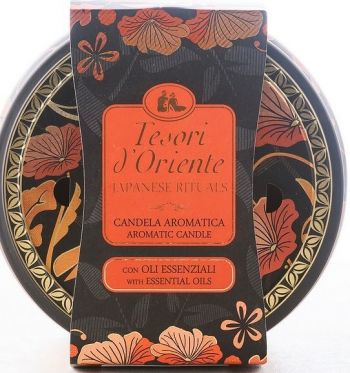 Tesori
d'Oriente
JAPANESE RITUALS
CANDELA AROMATICA
AROMATIC CANDLE
CON OLI ESSENZIALI
WITH ESSENTIAL OILS